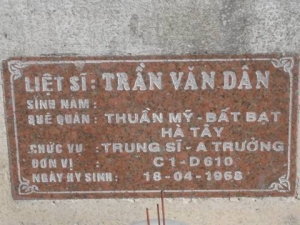 LIỆT SĨ : TRẦN VĂN DÂN
SINH NĂM :
QUÊ QUÁN : THUẦN MỸ - BẤT BẠT
HÀ TÂY
CHỨC VỤ : TRUNG SĨ - A TRƯỞNG
ĐƠN VỊ : C1 - D610
NGÀY HY SINH : 18 - 04 - 1968